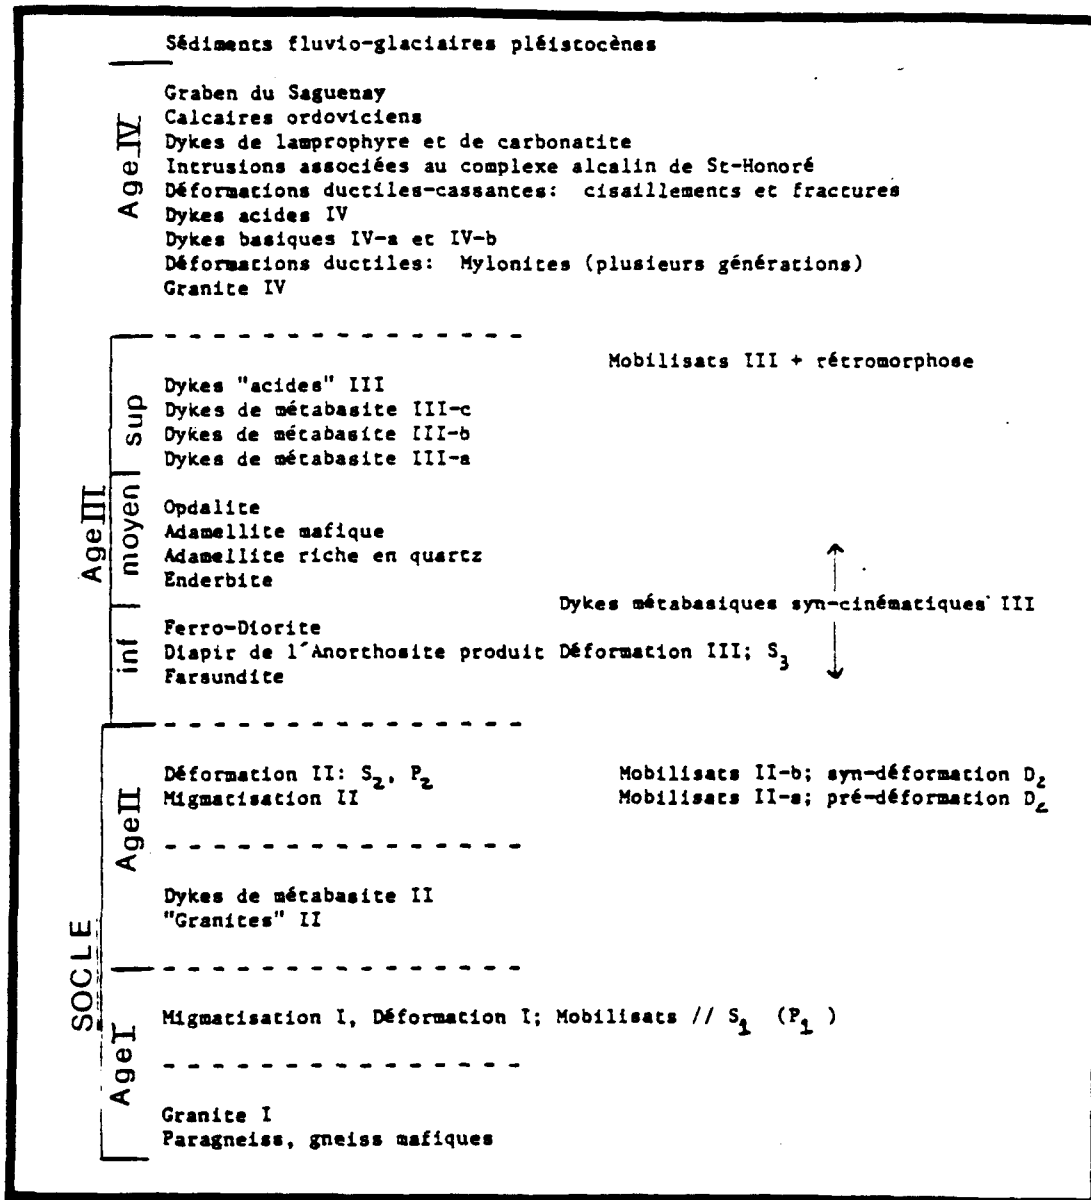 Sédiments fluvio-glaciaires pléistocènes
Age IV
Graben du Saguenay
Calcaires ordoviciens
Dykes de lamprophyre et de carbonatite
Intrusions associées au complexe alcalin de St-Honoré
Déformations ductiles-cassantes: cisaillements et fractures
Dykes acides IV
Dykes basiques IV-a et IV-b
Déformations ductiles: Mylonites (plusieurs générations)
Granite IV
Age III
sup
Mobilisats III + rétromorphose
Dykes "acides" III
Dykes de métabasite III-c
Dykes de métabasite III-b
Dykes de métabasite III-a
moyen
Opdalite
Adamellite mafique
Adamellite riche en quartz
Enderbite
Dykes métabasiques syn-cinématiques III
inf
Ferro-Diorite
Diapir de l'Anorthosite produit Déformation III; S3
Farsundite
SOCLE
Age II
Déformation II: S2, P2 Mobilisats II-b; syn-déformation D2
Migmatisation II Mobilisats II-a; pré-déformation D2
Dykes de métabasite II
"Granites" II
Age I
Migmatisation I, Déformation I; Mobilisats // S1 (P1 )
Granite I
Paragneiss, gneiss mafiques